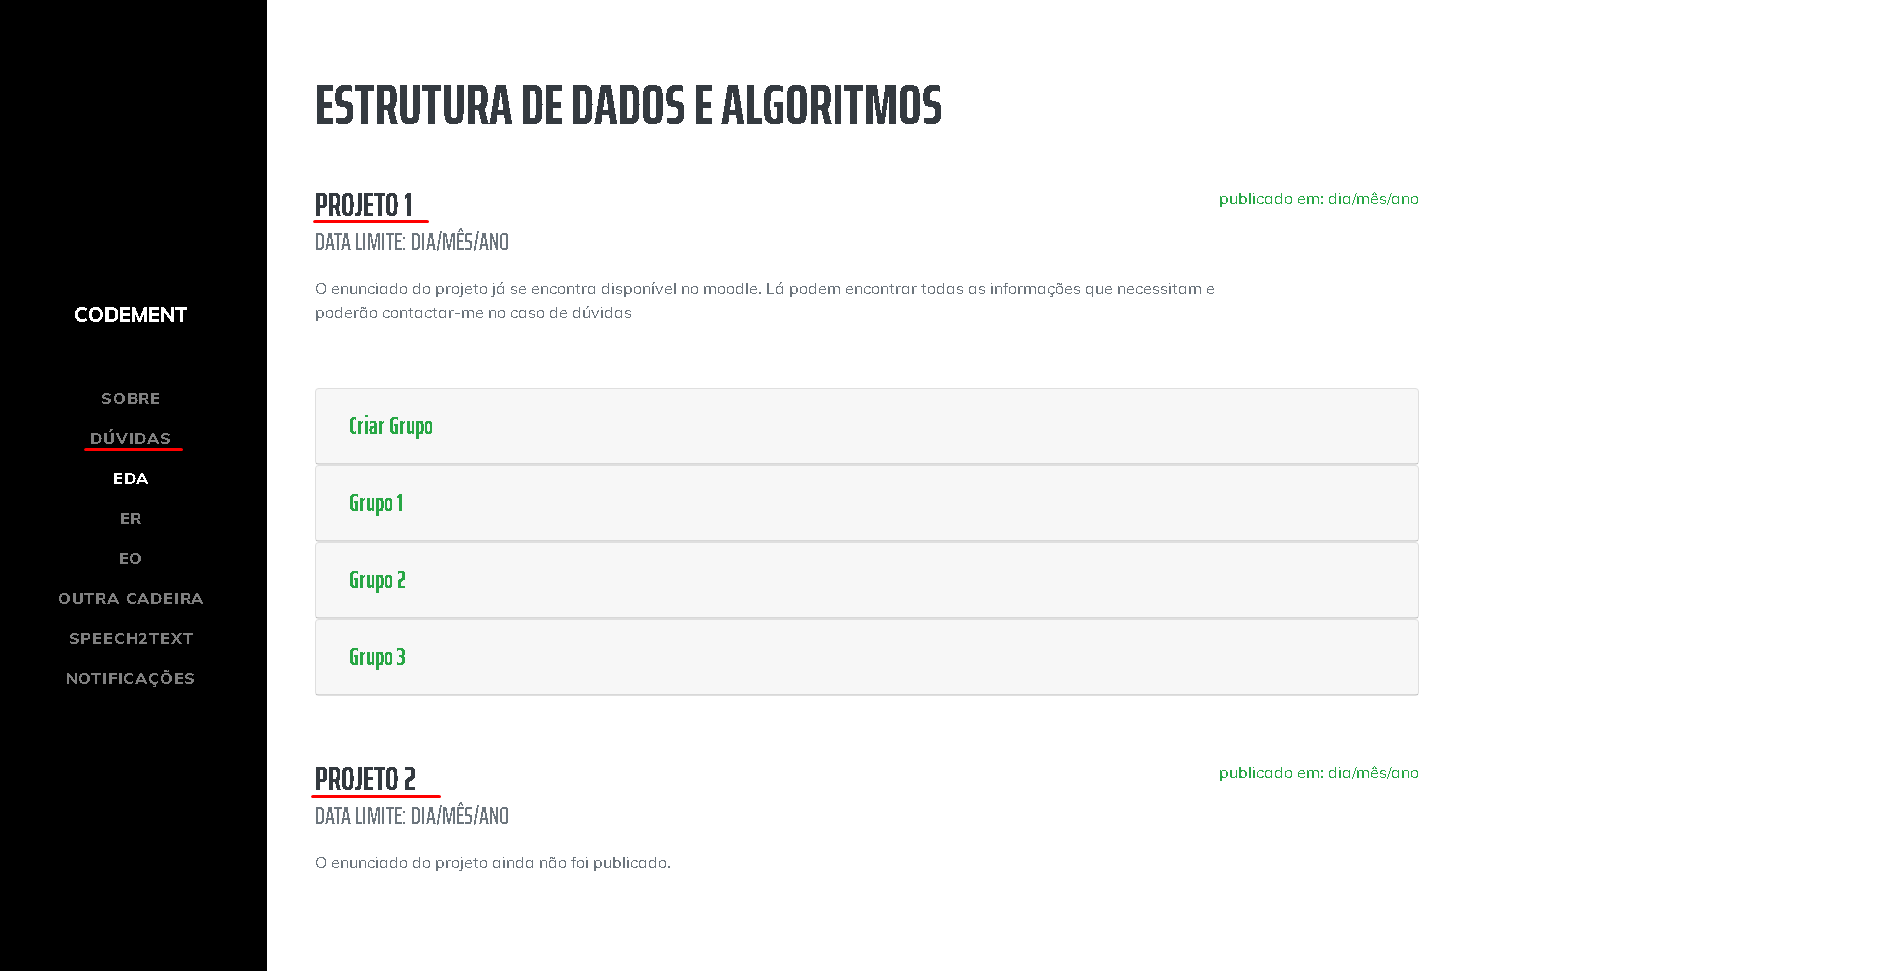 CODEMENT
SOBRE
DÚVIDAS
EDA
ER
EO
OUTRA CADEIRA
SPEECH2TEXT
NOTIFICAÇÕES
ESTRUTURA DE DADOS E ALGORITMOS
PROJETO 1
publicado em: dia/mês/ano
DATA LIMITE: DIA/MÊS/ANO
O enunciado do projeto já se encontra disponível no moodle. Lá podem encontrar todas as informações que necessitam e
poderão contactar-me no caso de dúvidas
Criar Grupo
Grupo 1
Grupo 2
Grupo 3
PROJETO 2
publicado em: dia/mês/ano
DATA LIMITE: DIA/MÊS/ANO
O enunciado do projeto ainda não foi publicado.